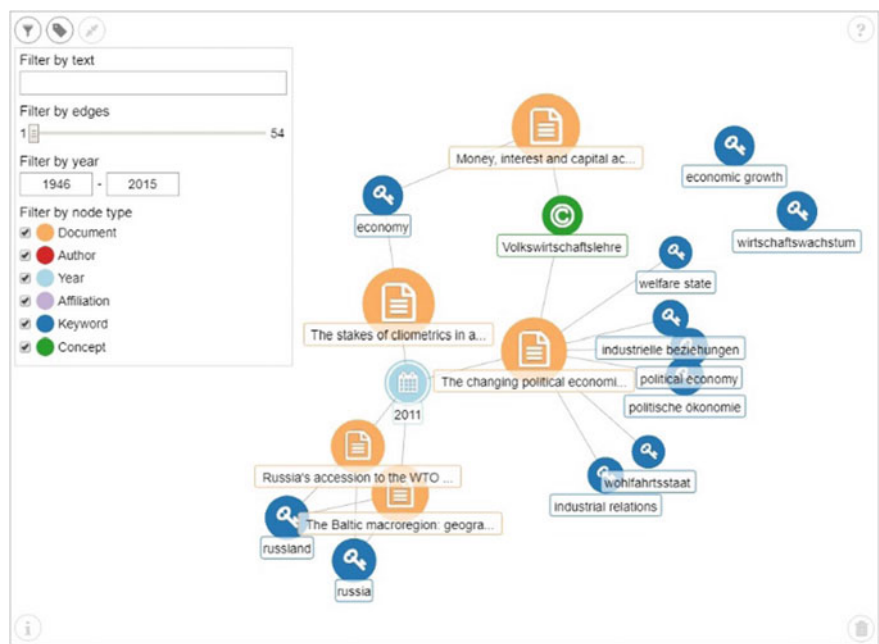 ?
Filter by text
Filter by edges
1 54
Filter by year
1946 - 2015
Filter by node type
Document
Author
Year
Affiliation
Keyword
Concept
Money, interest and capital ac...
economic growth
economy
wirtschaftswachstum
©
Volkswirtschaftslehre
welfare state
The stakes of cliometrics in a...
industrielle beziehungen
The changing political economi...
political economy
politische ökonomie
2011
Russia's accession to the WTO ...
wohlfahrtsstaat
industrial relations
The Baltic macroregion: geogra...
russland
russia
i